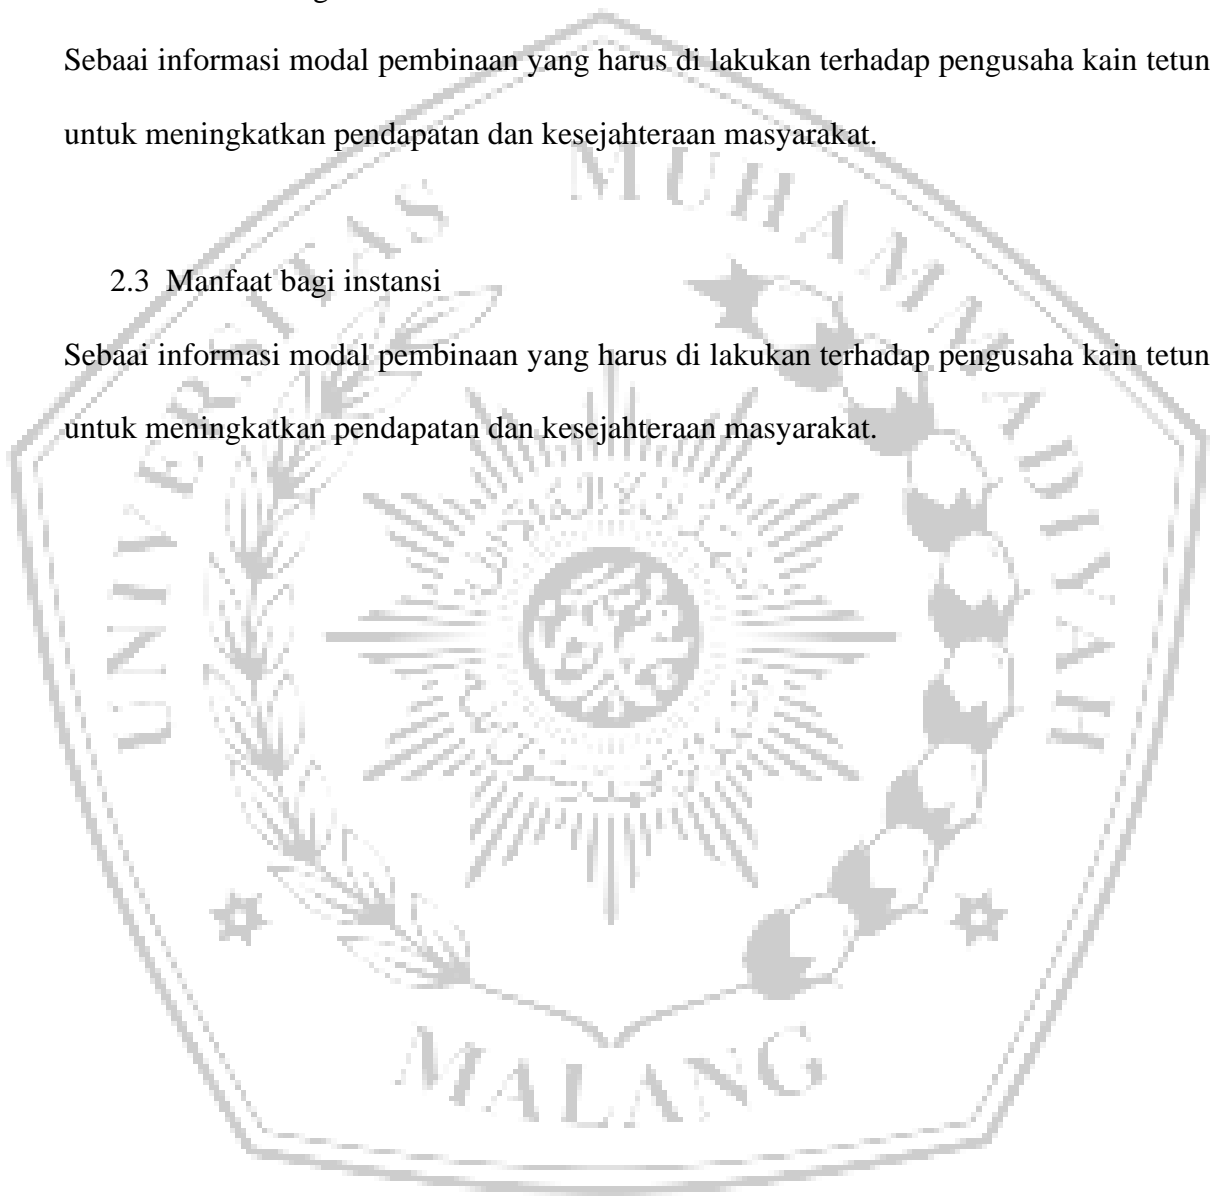 Sebaai informasi modal pembinaan yang harus di lakukan terhadap pengusaha kain tetun
untuk meningkatkan pendapatan dan kesejahteraan masyarakat.
2.3 Manfaat bagi instansi
Sebaai informasi modal pembinaan yang harus di lakukan terhadap pengusaha kain tetun
untuk meningkatkan pendapatan dan kesejahteraan masyarakat.
UNIVERSITAS MUHAMMADIYAH
MALANG